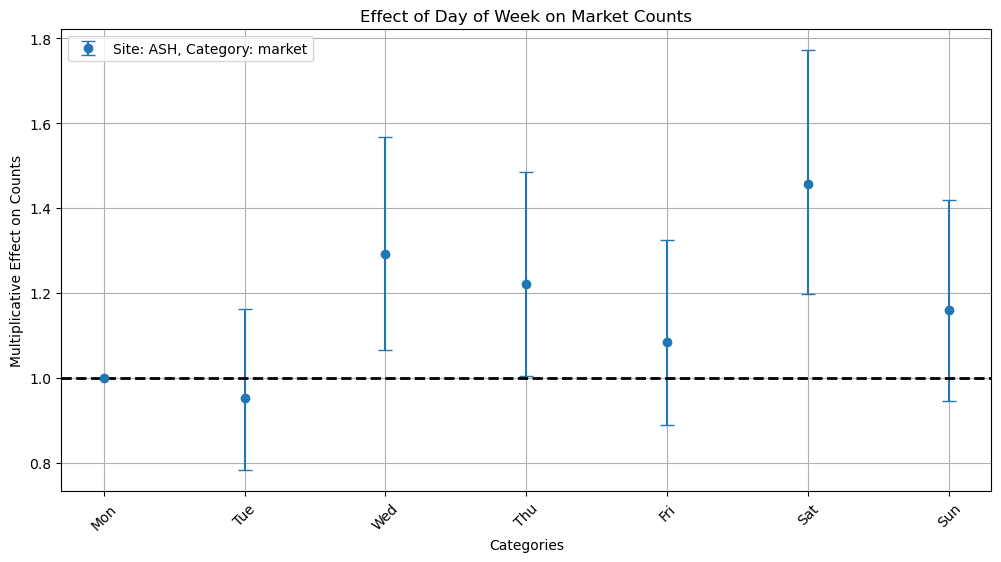 Effect of Day of Week on Market Counts
Site: ASH, Category: market
Multiplicative Effect on Counts
1.8
1.6
1.4
1.2
1.0
0.8
Mon
Tue
Wed
Thu
Fri
Sat
Sun
Categories